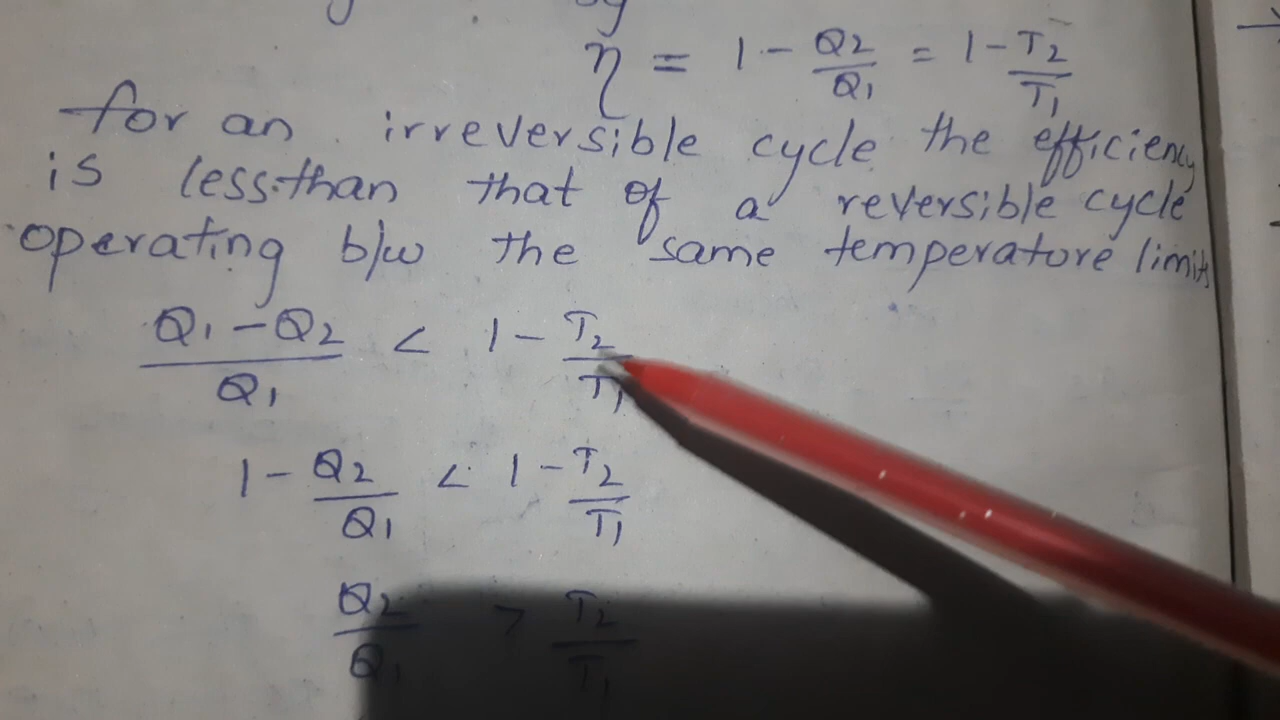 η = 1 - Q2/Q1 = 1 - T2/T1
for an irreversible cycle the efficiency
is less than that of a reversible cycle
operating b/w the same temperature limits
Q1 - Q2/Q1 < 1 - T2/T1
1 - Q2/Q1 < 1 - T2/T1
Q2/Q1 > T2/T1